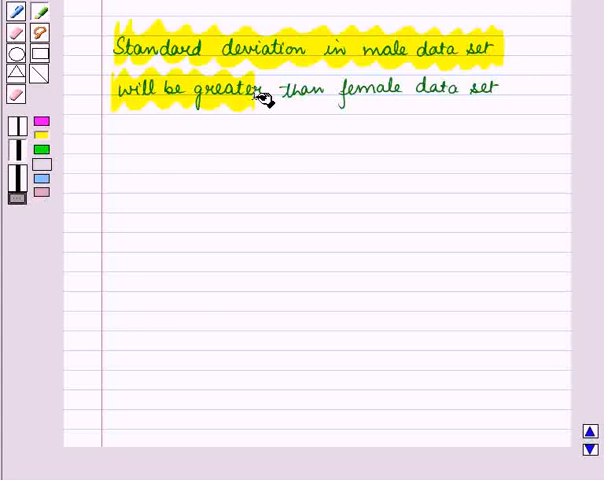 Standard deviation in male data set
will be greater than female data set